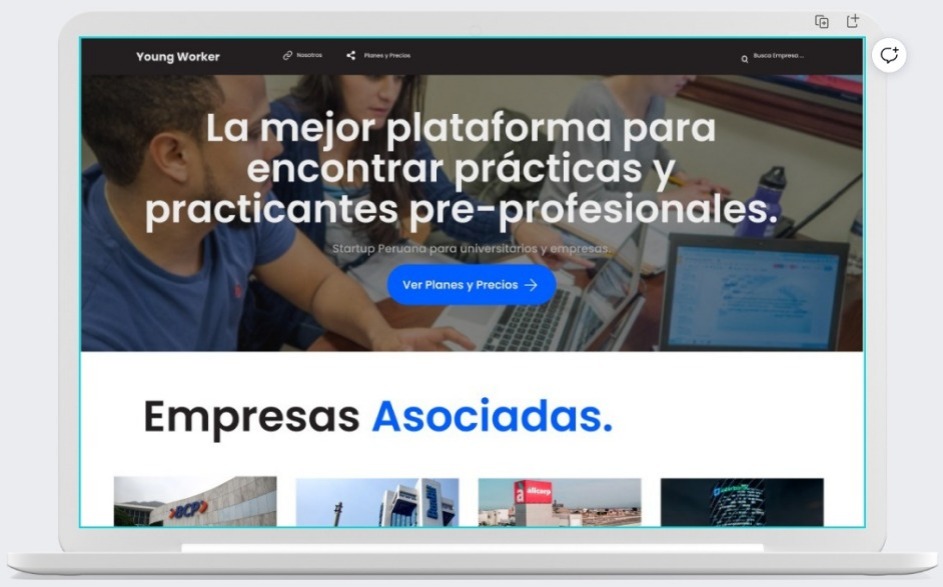 Young Worker
Nosotros
Planes y Precios
Busca Empresa ...
La mejor plataforma para
encontrar prácticas y
practicantes pre-profesionales.
Startup Peruana para universitarios y empresas.
Ver Planes y Precios →
Empresas Asociadas.
BCP
a alicorp